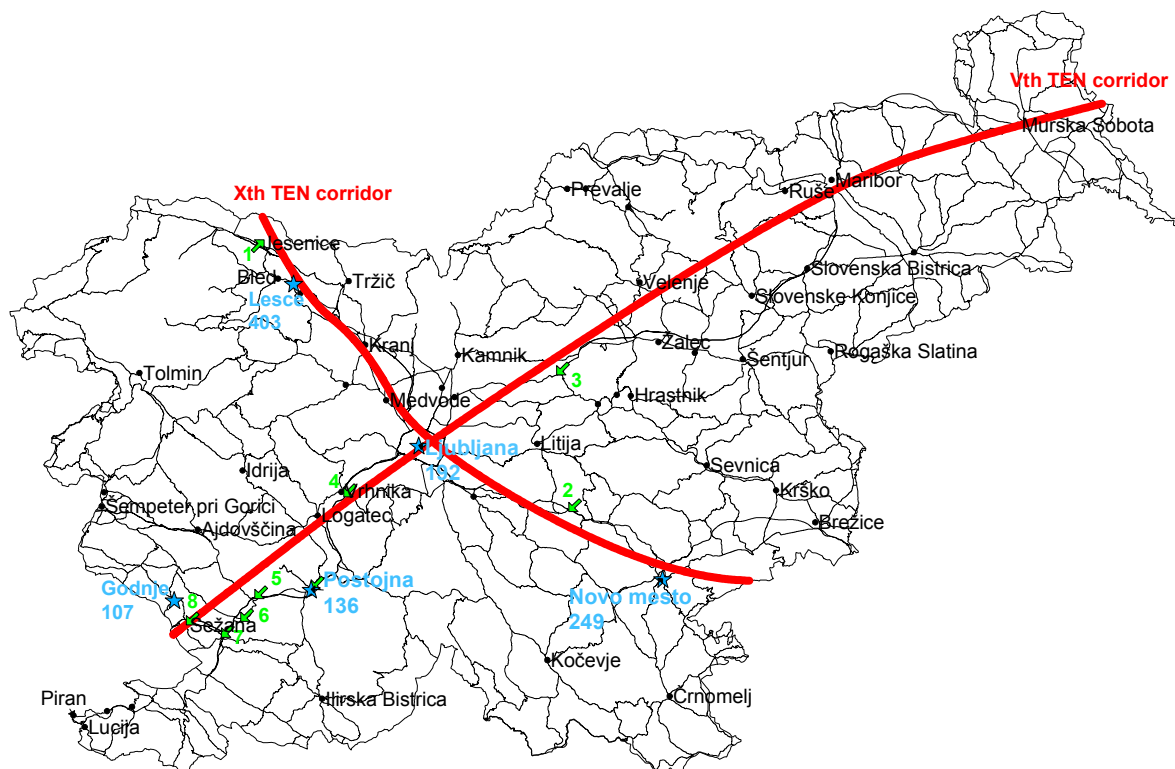 Vth TEN corridor
Murska Sobota
Maribor
Prevalje
Ruše
Xth TEN corridor
1
Jesenice
Bled
Tržič
Lesce
403
Velenje
Slovenska Bistrica
Slovenske Konjice
Kranj
Kamnik
Žalec
Šentjur
Rogaška Slatina
Tolmin
3
Medvode
Hrastnik
Ljubljana
192
Litija
Idrija
Sevnica
4
Vrhnika
2
Krško
Šempeter pri Gorici
Logatec
Ajdovščina
Brežice
5
Postojna
136
Godnje
107
Novo mesto
249
8
6
Sežana
7
Kočevje
Piran
Ilirska Bistrica
Črnomelj
Lucija